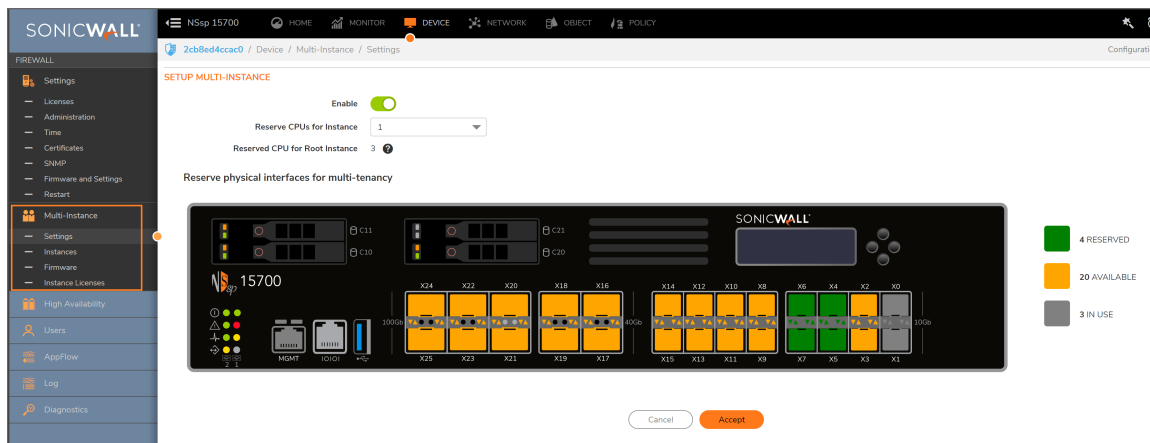 SONICWALL
NSsp 15700
HOME
MONITOR
DEVICE
NETWORK
OBJECT
POLICY
FIREWALL
2cb8ed4ccac0 / Device / Multi-Instance / Settings
Settings
Licenses
Administration
Time
Certificates
SNMP
Firmware and Settings
Restart
Multi-Instance
Settings
Instances
Firmware
Instance Licenses
High Availability
Users
AppFlow
Log
Diagnostics
SETUP MULTI-INSTANCE
Enable
Reserve CPUs for Instance 1
Reserved CPU for Root Instance 3 ?
Reserve physical interfaces for multi-tenancy
SONICWALL
C11
C21
C10
C20
NSsp 15700
X24 X22 X20 X18 X16 X14 X12 X10 X8 X6 X4 X2 X0
100Gb
40Gb
10Gb
MGMT IOIOI
2 1
X25 X23 X21 X19 X17 X15 X13 X11 X9 X7 X5 X3 X1
4 RESERVED
20 AVAILABLE
3 IN USE
Cancel
Accept